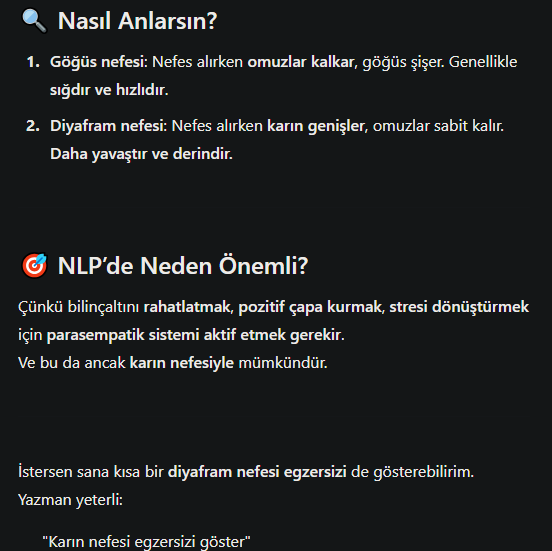 🔍 Nasıl Anlarsın?
1. Göğüs nefesi: Nefes alırken omuzlar kalkar, göğüs şişer. Genellikle
sığdır ve hızlıdır.
2. Diyafram nefesi: Nefes alırken karın genişler, omuzlar sabit kalır.
Daha yavaştır ve derindir.
🎯 NLP’de Neden Önemli?
Çünkü bilinçaltını rahatlatmak, pozitif çapa kurmak, stresi dönüştürmek
için parasempatik sistemi aktif etmek gerekir.
Ve bu da ancak karın nefesiyle mümkündür.
İstersen sana kısa bir diyafram nefesi egzersizi de gösterebilirim.
Yazman yeterli:
"Karın nefesi egzersizi göster"